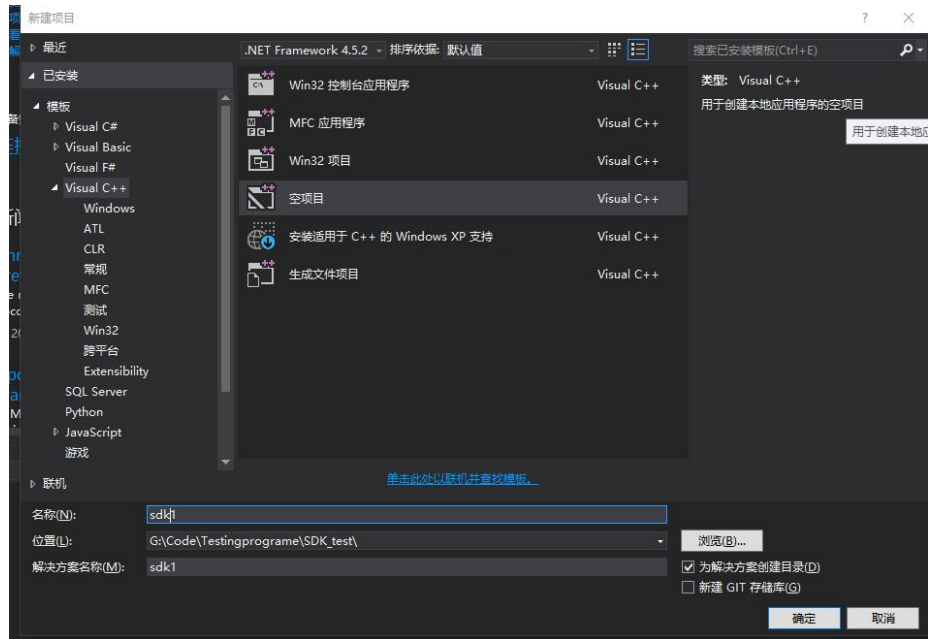 新建项目
? ×
▷ 最近
.NET Framework 4.5.2 排序依据: 默认值
搜索已安装模板(Ctrl+E)
已安装
模板
Visual C#
Visual Basic
Visual F#
Visual C++
Windows
ATL
CLR
常规
MFC
测试
Win32
跨平台
Extensibility
SQL Server
Python
JavaScript
游戏
联机
Win32 控制台应用程序 Visual C++
MFC 应用程序 Visual C++
Win32 项目 Visual C++
空项目 Visual C++
安装适用于 C++ 的 Windows XP 支持 Visual C++
生成文件项目 Visual C++
单击此处以联机并查找模板。
类型: Visual C++
用于创建本地应用程序的空项目
用于创建本地应
名称(N): sdk1
位置(L): G:\Code\Testingprograme\SDK_test\
浏览(B)...
解决方案名称(M): sdk1
为解决方案创建目录(D)
新建 GIT 存储库(G)
确定 取消